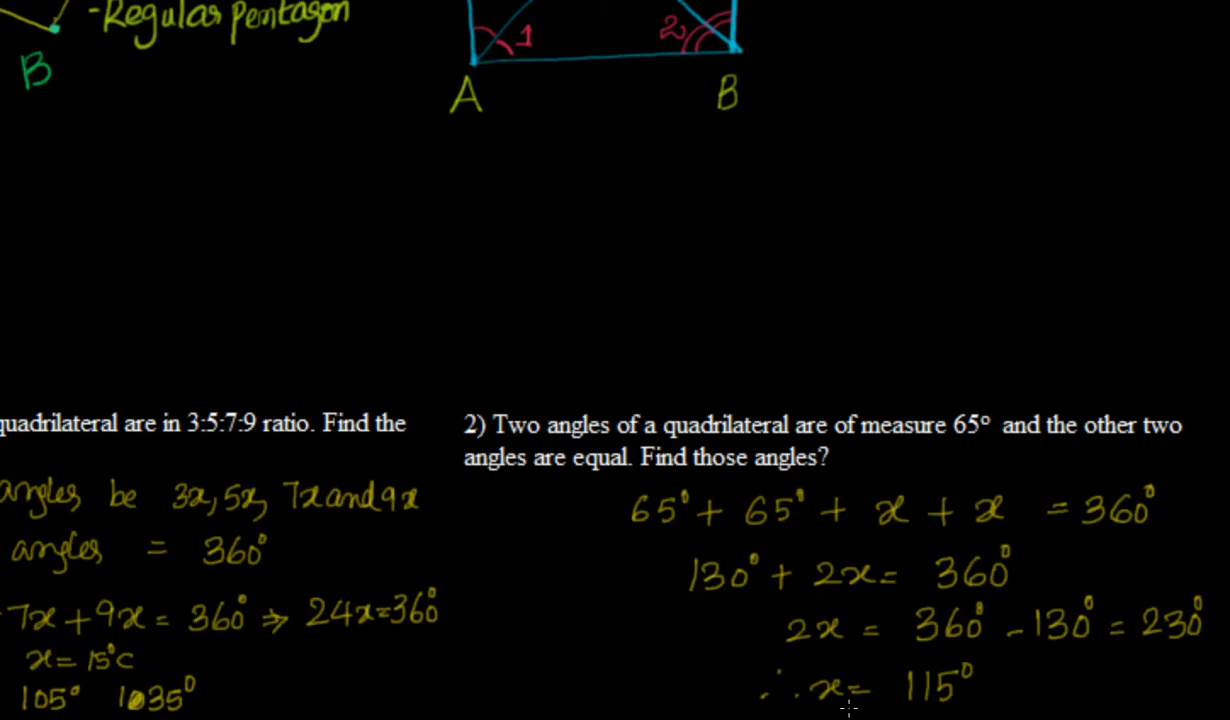 -Regular Pentagon
B
1
2
A
B
quadrilateral are in 3:5:7:9 ratio. Find the
angles be 3x, 5x, 7x and 9x
angles = 360°
7x + 9x = 360° ⇒ 24x = 360°
x = 15°C
105° 135°
2) Two angles of a quadrilateral are of measure 65° and the other two
angles are equal. Find those angles?
65° + 65° + x + x = 360°
130° + 2x = 360°
2x = 360° - 130° = 230°
∴ x = 115°